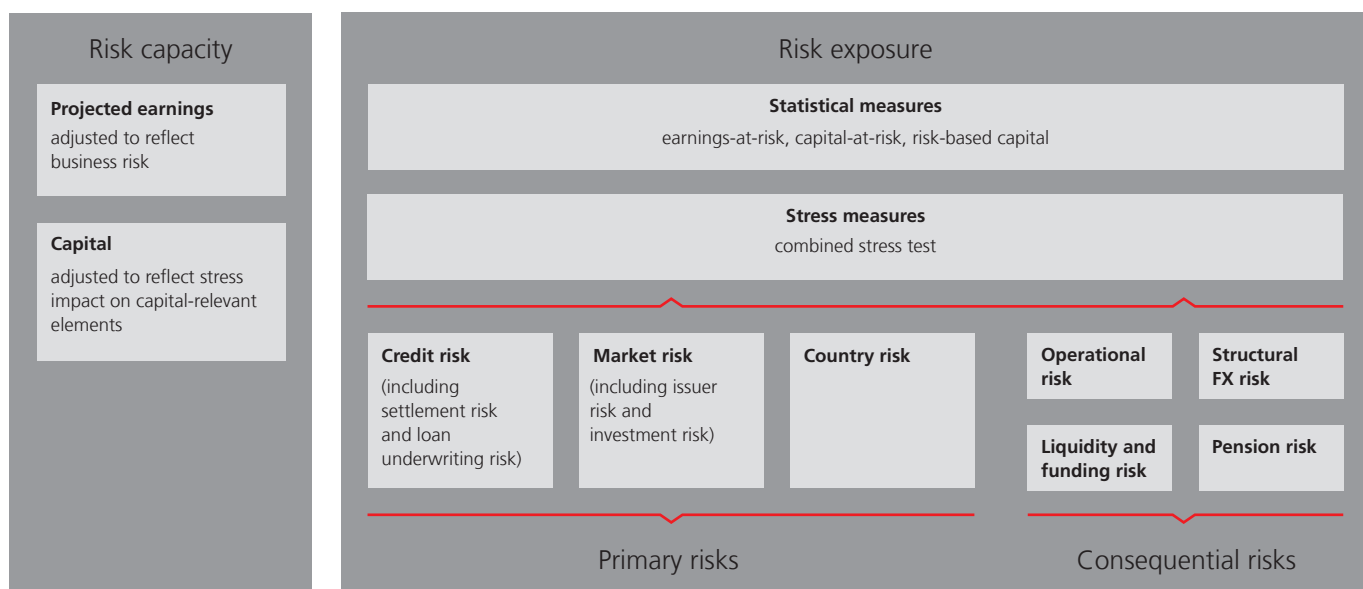 Risk capacity
Projected earnings
adjusted to reflect
business risk
Capital
adjusted to reflect stress
impact on capital-relevant
elements
Risk exposure
Statistical measures
earnings-at-risk, capital-at-risk, risk-based capital
Stress measures
combined stress test
Credit risk
(including
settlement risk
and loan
underwriting risk)
Market risk
(including issuer
risk and
investment risk)
Country risk
Operational
risk
Structural
FX risk
Liquidity and
funding risk
Pension risk
Primary risks
Consequential risks